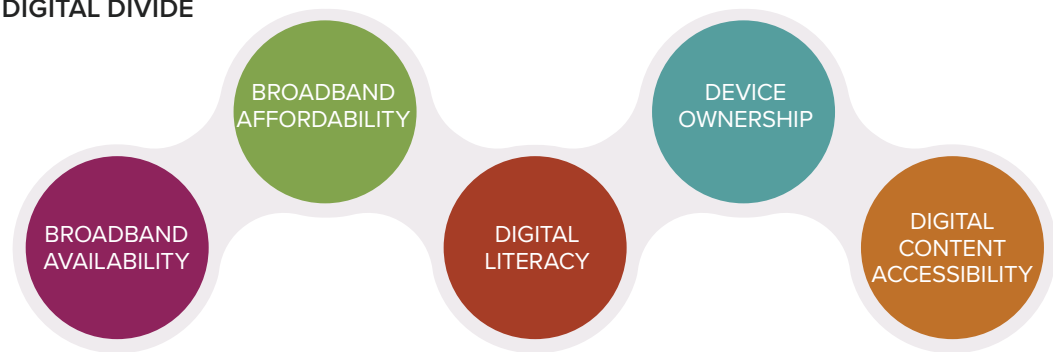 DIGITAL DIVIDE
BROADBAND
AFFORDABILITY
DEVICE
OWNERSHIP
BROADBAND
AVAILABILITY
DIGITAL
LITERACY
DIGITAL
CONTENT
ACCESSIBILITY